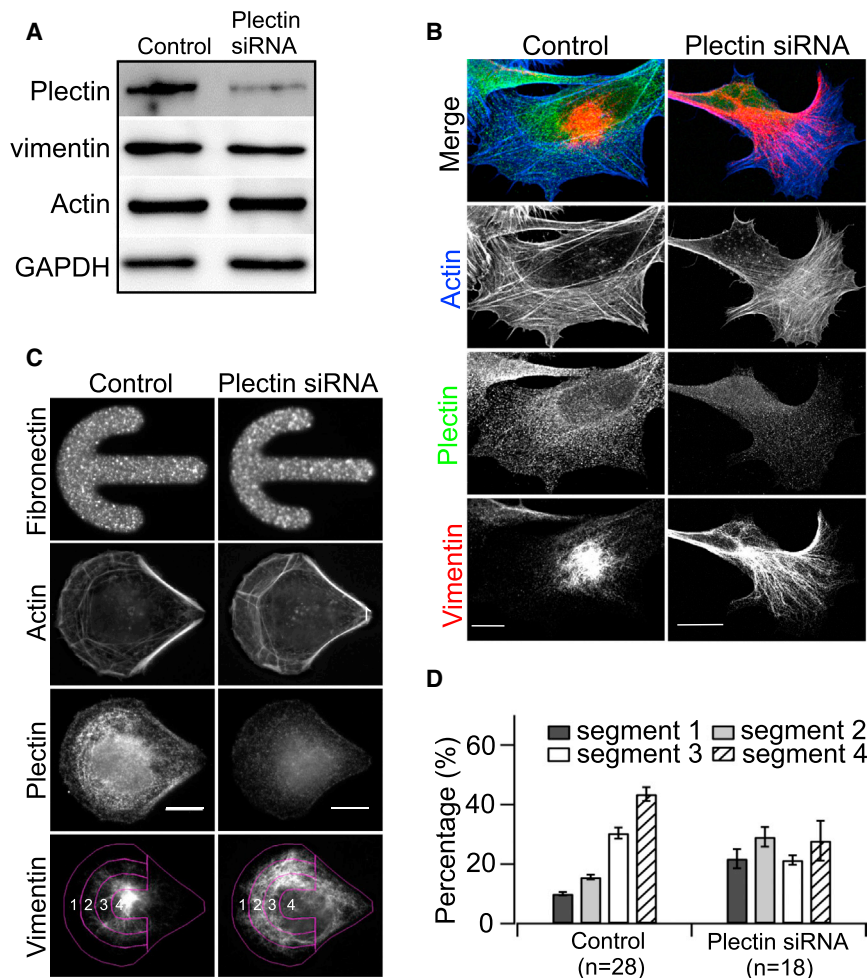 A
Control
Plectin
siRNA
Plectin
vimentin
Actin
GAPDH
B
Control
Plectin siRNA
Merge
Actin
Plectin
Vimentin
C
Control
Plectin siRNA
Fibronectin
Actin
Plectin
Vimentin
1 2 3 4
1 2 3 4
D
Percentage (%)
segment 1
segment 2
segment 3
segment 4
60
40
20
0
Control
(n=28)
Plectin siRNA
(n=18)